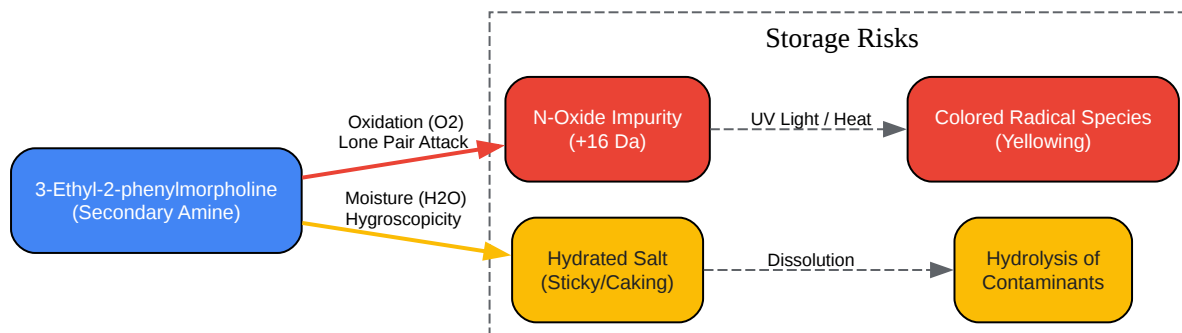 Storage Risks
3-Ethyl-2-phenylmorpholine
(Secondary Amine)
Oxidation (O2)
Lone Pair Attack
N-Oxide Impurity
(+16 Da)
UV Light / Heat
Colored Radical Species
(Yellowing)
Moisture (H2O)
Hygroscopicity
Hydrated Salt
(Sticky/Caking)
Dissolution
Hydrolysis of
Contaminants